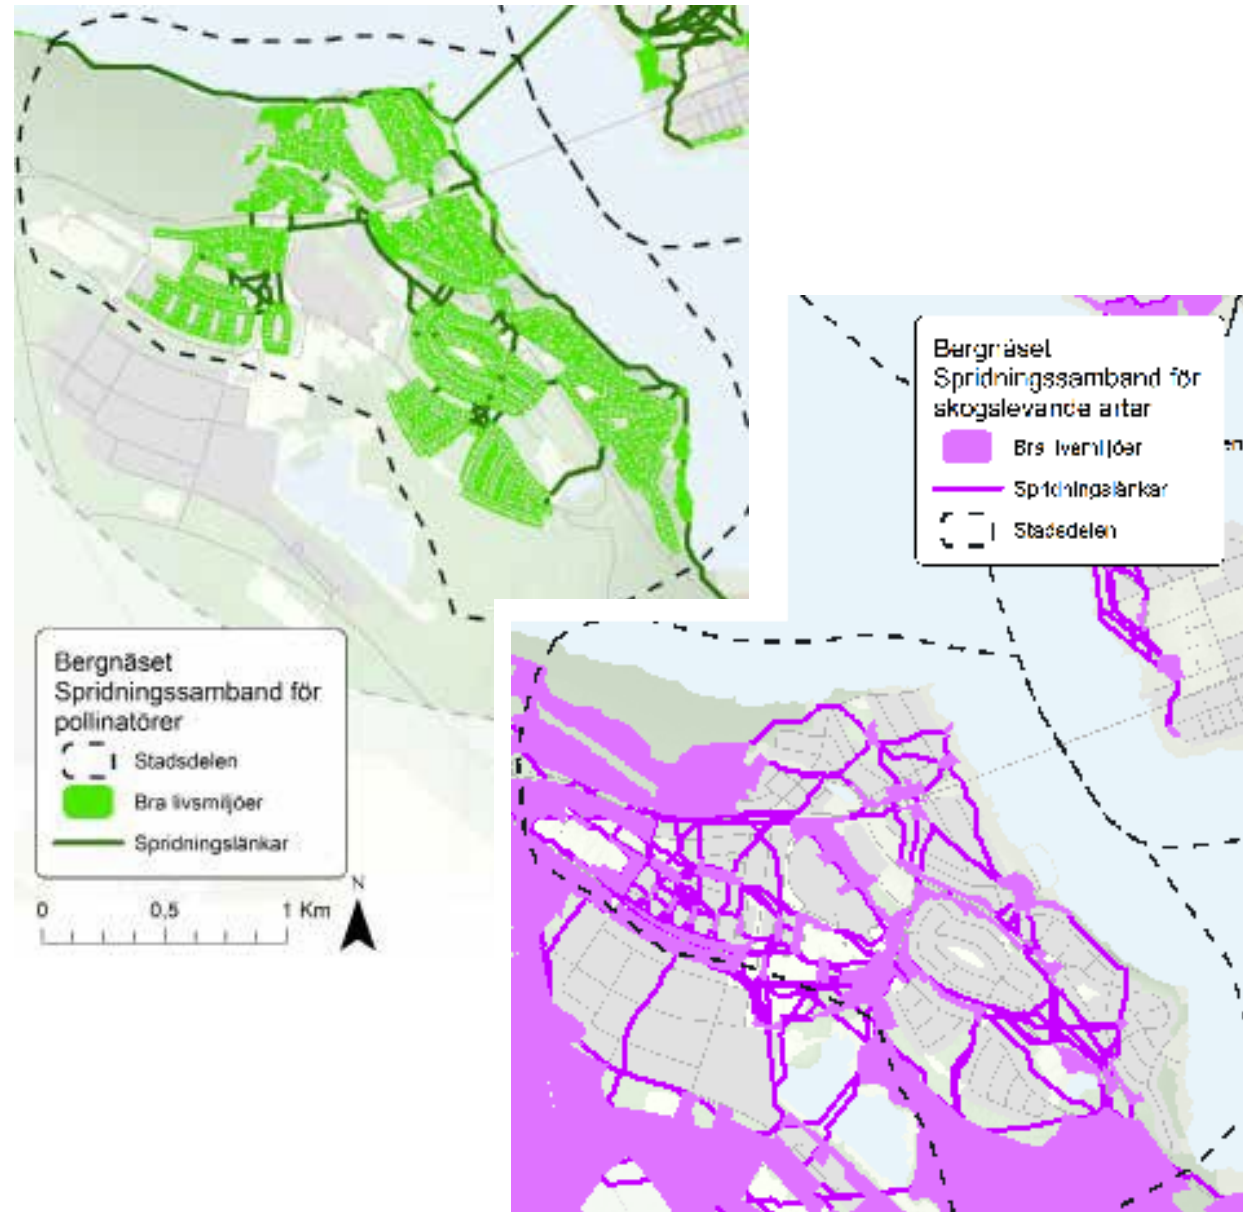 Bergnäset
Spridningssamband för
pollinatörer
Stadsdelen
Bra livsmiljöer
Spridningslänkar
N
0 0,5 1 Km
Bergnäset
Spridningssamband för
skogslevande arter
Bra livsmiljöer
Spridningslänkar
Stadsdelen
en